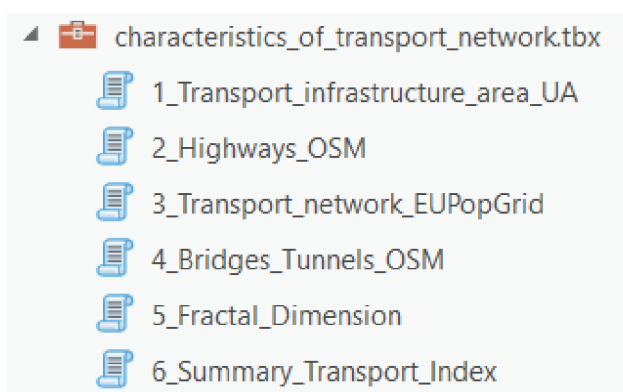 characteristics_of_transport_network.tbx
1_Transport_infrastructure_area_UA
2_Highways_OSM
3_Transport_network_EUPopGrid
4_Bridges_Tunnels_OSM
5_Fractal_Dimension
6_Summary_Transport_Index